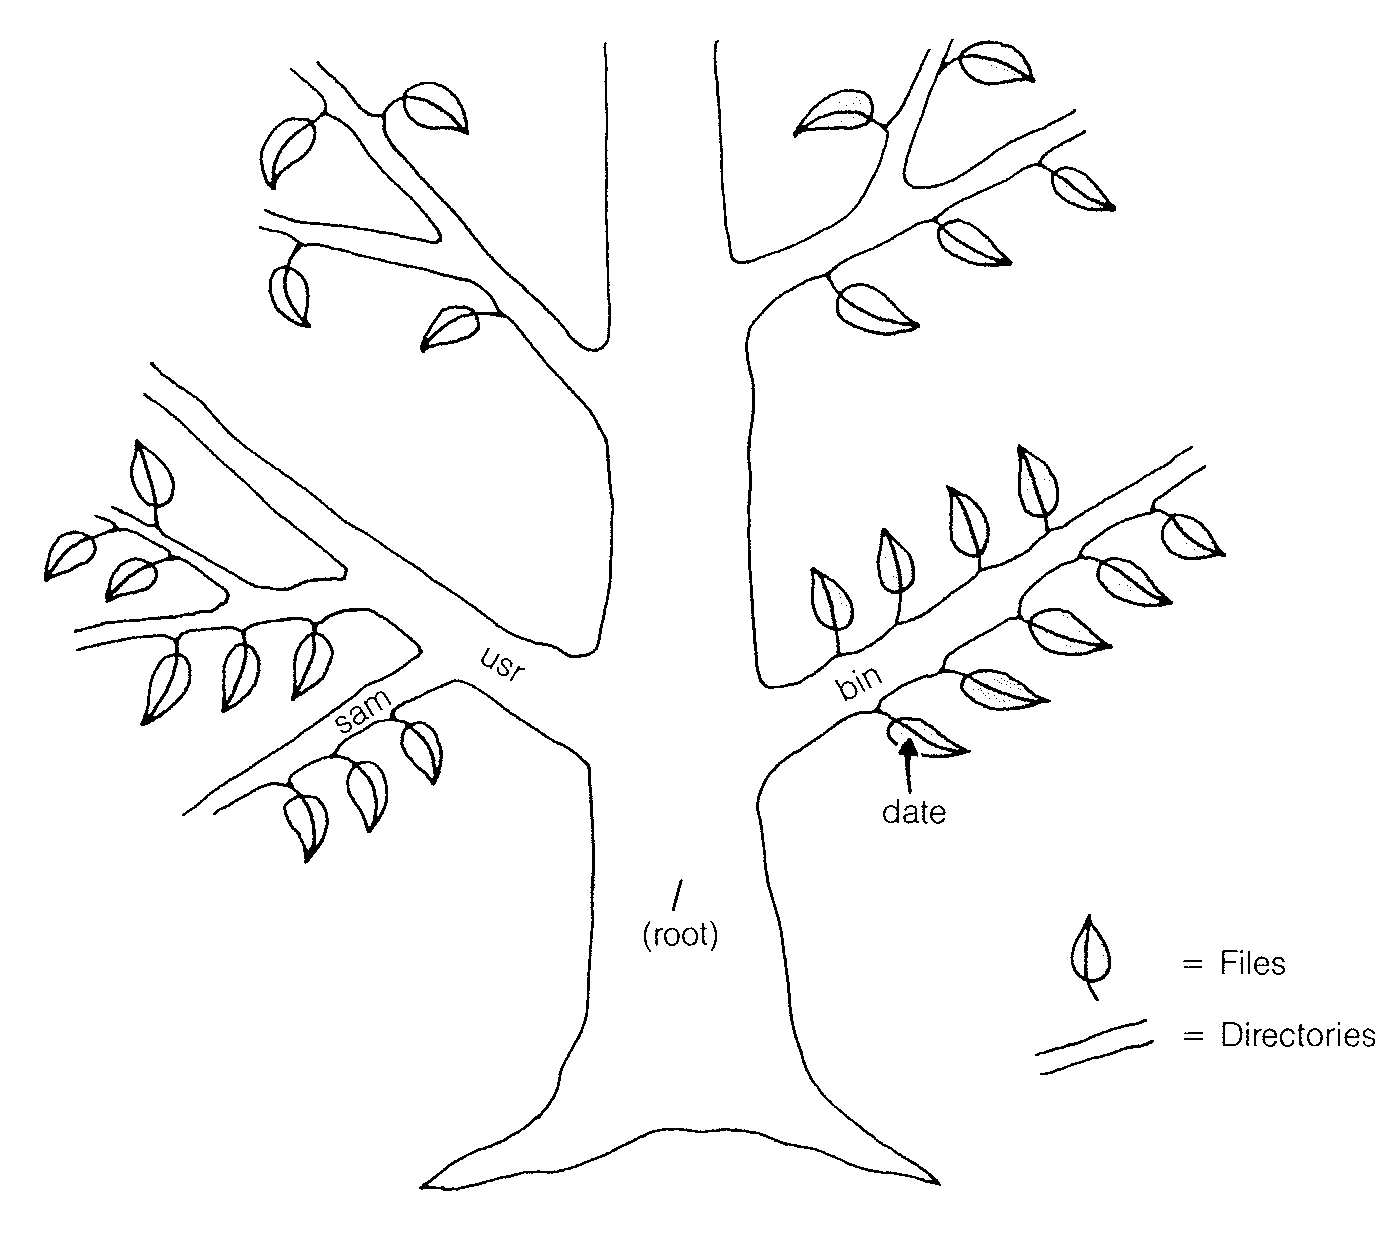 usr
bin
sam
date
/
(root)
= Files
= Directories